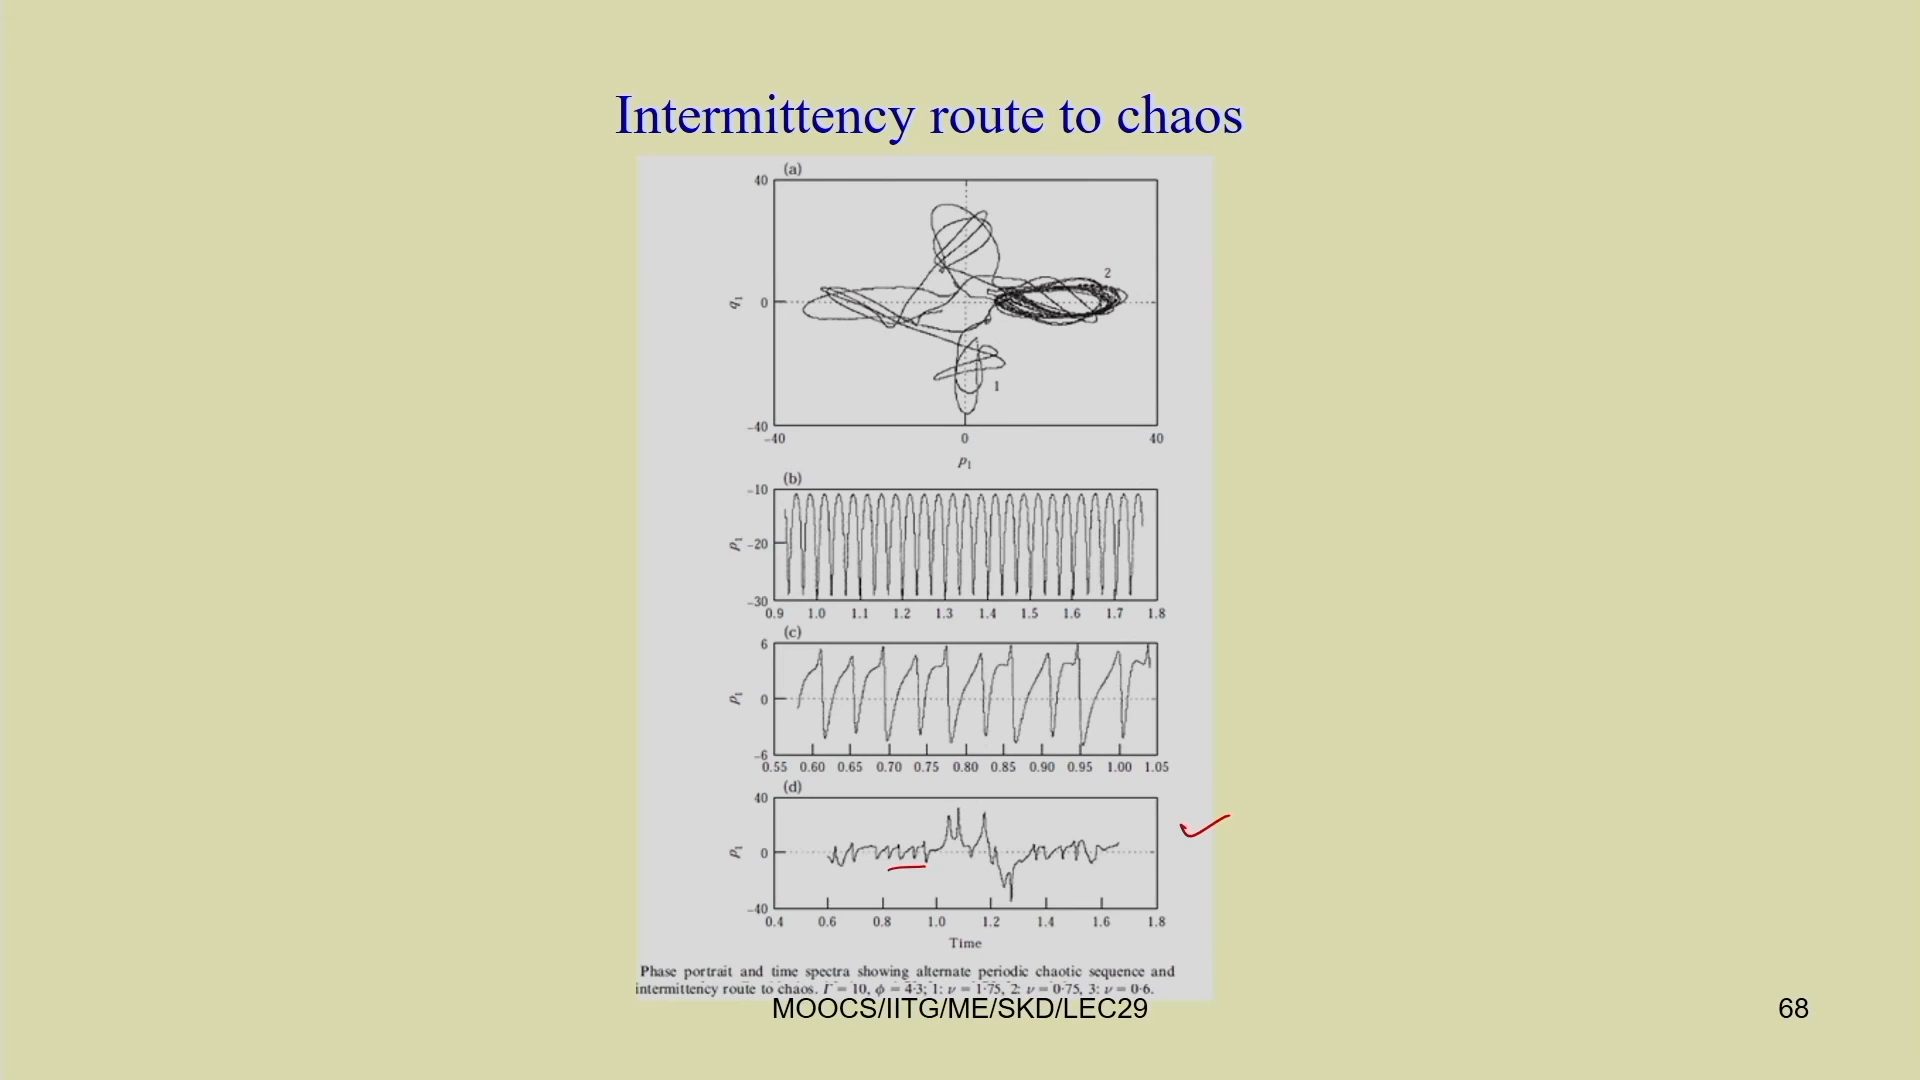 Intermittency route to chaos
(a)
40
2
q₁ 0
1
−40
−40 0 40
p₁
(b)
−10
p₁ −20
−30
0.9 1.0 1.1 1.2 1.3 1.4 1.5 1.6 1.7 1.8
(c)
6
p₁ 0
−6
0.55 0.60 0.65 0.70 0.75 0.80 0.85 0.90 0.95 1.00 1.05
(d)
40
p₁ 0
−40
0.4 0.6 0.8 1.0 1.2 1.4 1.6 1.8
Time
Phase portrait and time spectra showing alternate periodic chaotic sequence and
intermittency route to chaos. Γ = 10, ϕ = 4·3; 1: ν = 1·75, 2: ν = 0·75, 3: ν = 0·6.
MOOCS/IITG/ME/SKD/LEC29
68